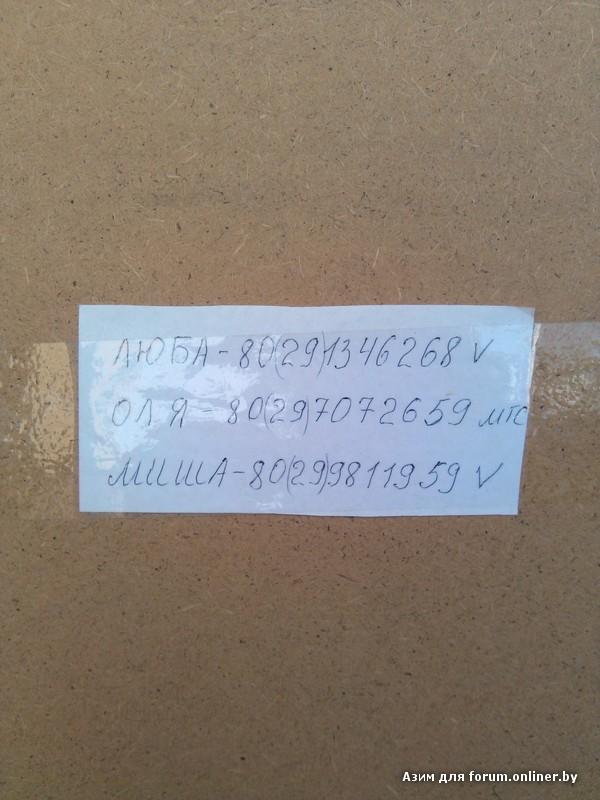 ЛЮБА - 80(29)1346268 V
ОЛЯ - 80(29)7072659 мтс
МИША - 80(29)9811959 V
Азим для forum.onliner.by